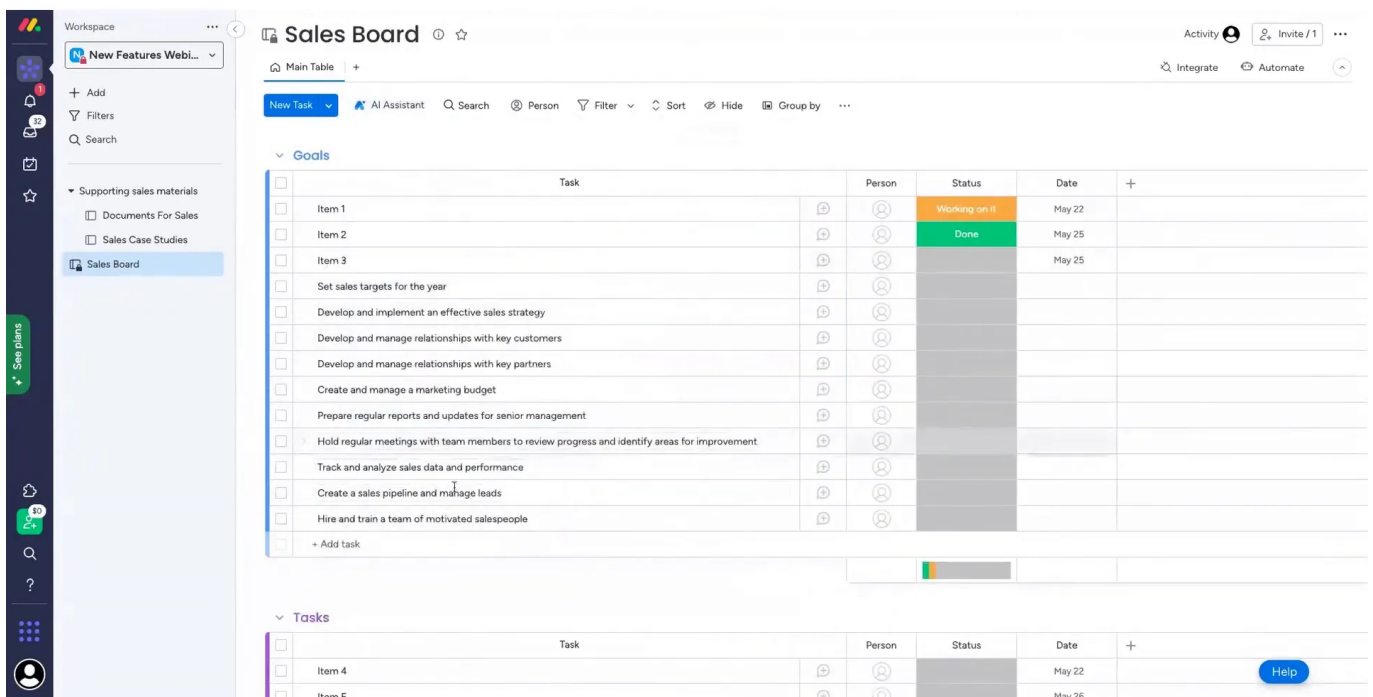 Workspace
N New Features Webi...
Add
Filters
Search
Supporting sales materials
Documents For Sales
Sales Case Studies
Sales Board
1
32
See plans
$0
Sales Board
Activity
Invite / 1
Main Table +
Integrate
Automate
New Task
AI Assistant
Search
Person
Filter
Sort
Hide
Group by
Goals
Task Person Status Date +
Item 1 Working on it May 22
Item 2 Done May 25
Item 3 May 25
Set sales targets for the year
Develop and implement an effective sales strategy
Develop and manage relationships with key customers
Develop and manage relationships with key partners
Create and manage a marketing budget
Prepare regular reports and updates for senior management
Hold regular meetings with team members to review progress and identify areas for improvement
Track and analyze sales data and performance
Create a sales pipeline and manage leads
Hire and train a team of motivated salespeople
+ Add task
Tasks
Task Person Status Date +
Item 4 May 22
Item 5 May 26
Help